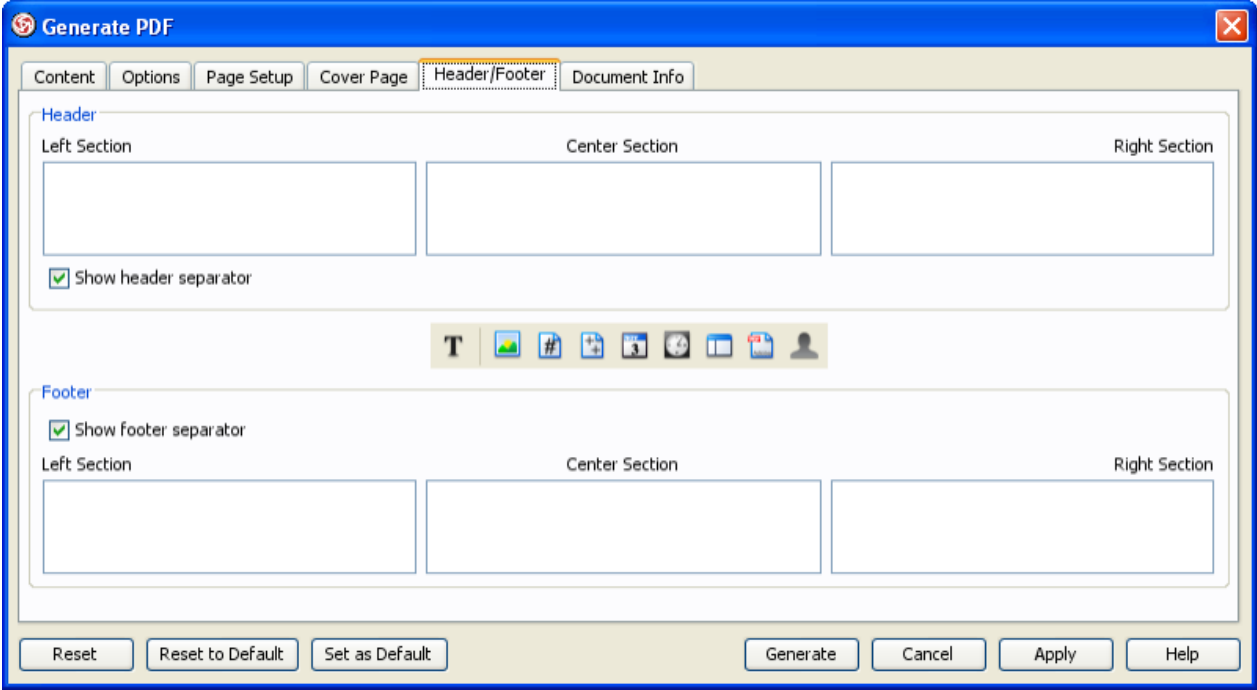 Generate PDF
Content Options Page Setup Cover Page Header/Footer Document Info
Header
Left Section Center Section Right Section
Show header separator
T # 3
Footer
Show footer separator
Left Section Center Section Right Section
Reset Reset to Default Set as Default Generate Cancel Apply Help